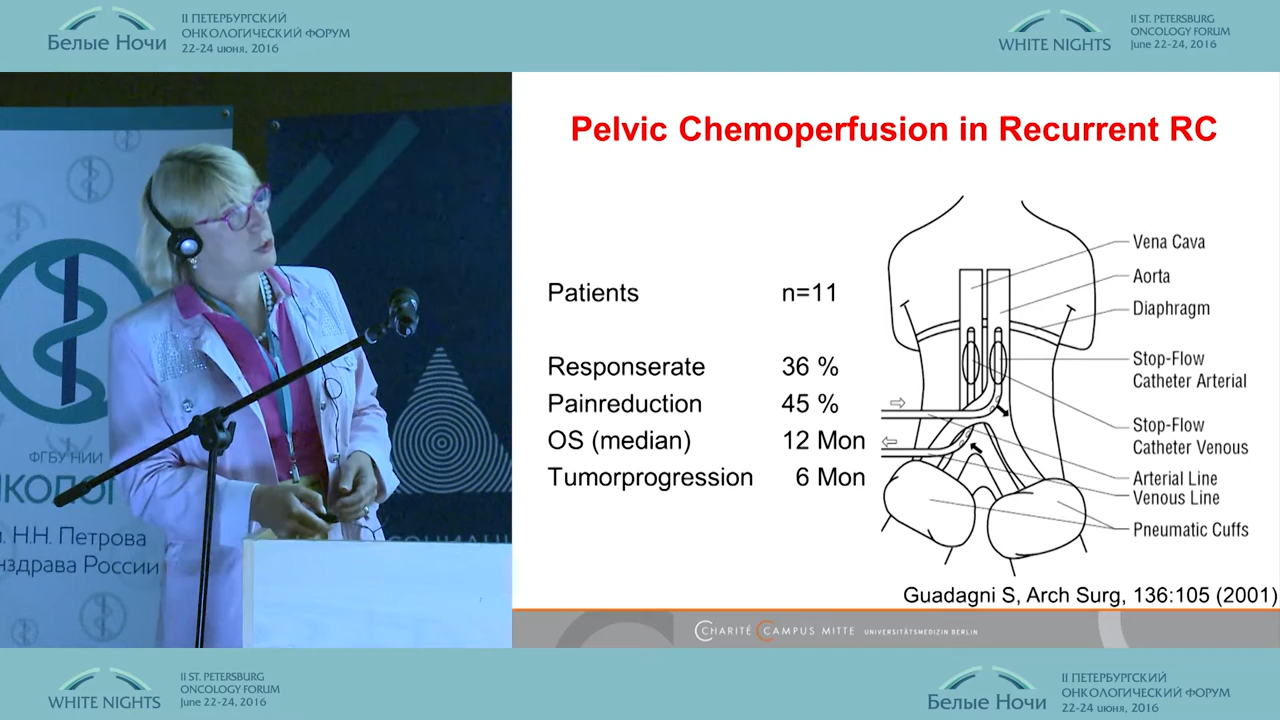 Белые Ночи
II ПЕТЕРБУРГСКИЙ
ОНКОЛОГИЧЕСКИЙ ФОРУМ
22-24 июня, 2016
WHITE NIGHTS
II ST. PETERSBURG
ONCOLOGY FORUM
June 22-24, 2016
ФГБУ НИИ
Н.Н. Петрова
нздрава России
Pelvic Chemoperfusion in Recurrent RC
Patients n=11
Responserate 36 %
Painreduction 45 %
OS (median) 12 Mon
Tumorprogression 6 Mon
Vena Cava
Aorta
Diaphragm
Stop-Flow
Catheter Arterial
Stop-Flow
Catheter Venous
Arterial Line
Venous Line
Pneumatic Cuffs
Guadagni S, Arch Surg, 136:105 (2001)
CHARITÉ CAMPUS MITTE UNIVERSITÄTSMEDIZIN BERLIN
WHITE NIGHTS
II ST. PETERSBURG
ONCOLOGY FORUM
June 22-24, 2016
Белые Ночи
II ПЕТЕРБУРГСКИЙ
ОНКОЛОГИЧЕСКИЙ ФОРУМ
22-24 июня, 2016